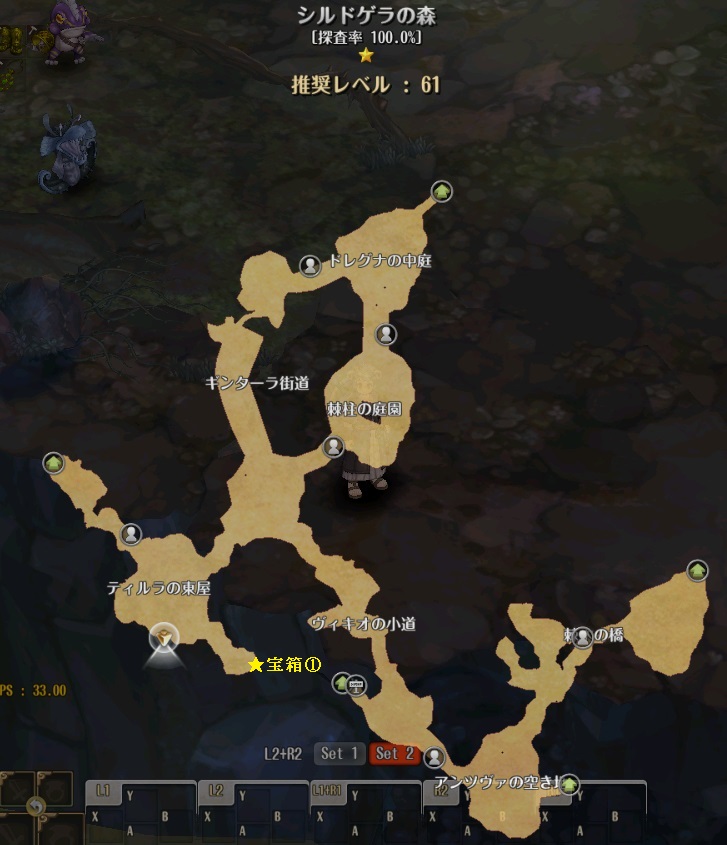 シルドゲラの森
[探査率 100.0%]
推奨レベル : 61
ドレグナの中庭
ギンターラ街道
棘柱の庭園
ティルラの東屋
ヴィキオの小道
の橋
★宝箱①
PS : 33.00
L2+R2 Set 1 Set 2
アンツヴァの空き
L1 L2 L1+R1 R2
Y Y Y Y Y
X B X B X B X B X B
A A A A A